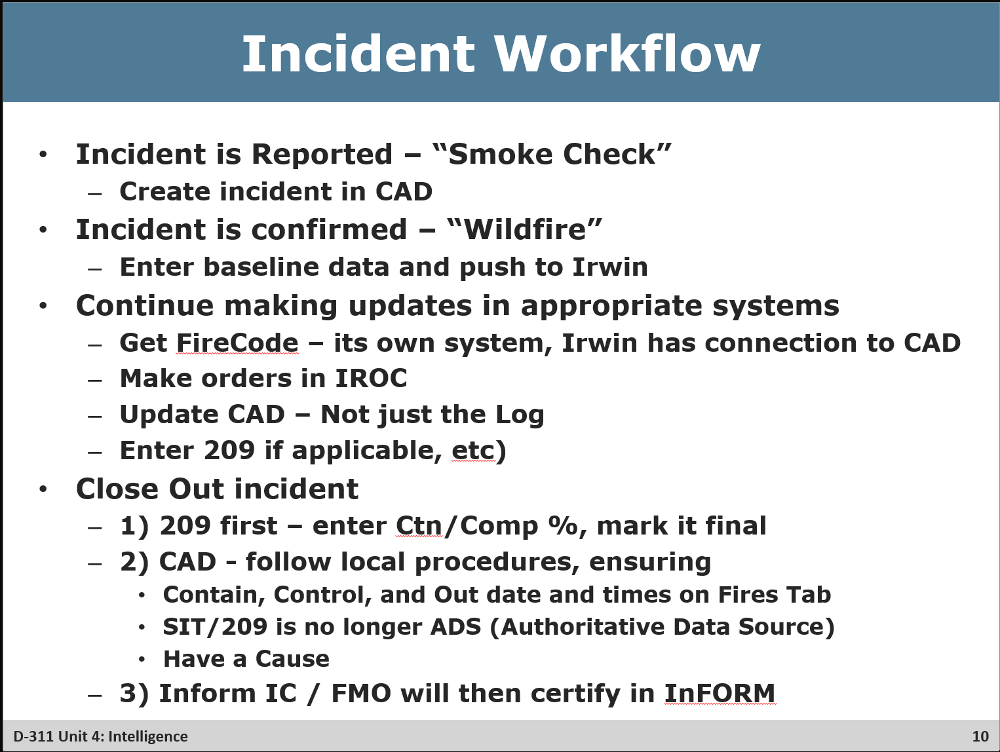 Incident Workflow
• Incident is Reported – “Smoke Check”
– Create incident in CAD
• Incident is confirmed – “Wildfire”
– Enter baseline data and push to Irwin
• Continue making updates in appropriate systems
– Get FireCode – its own system, Irwin has connection to CAD
– Make orders in IROC
– Update CAD – Not just the Log
– Enter 209 if applicable, etc)
• Close Out incident
– 1) 209 first – enter Ctn/Comp %, mark it final
– 2) CAD - follow local procedures, ensuring
• Contain, Control, and Out date and times on Fires Tab
• SIT/209 is no longer ADS (Authoritative Data Source)
• Have a Cause
– 3) Inform IC / FMO will then certify in InFORM
D-311 Unit 4: Intelligence
10